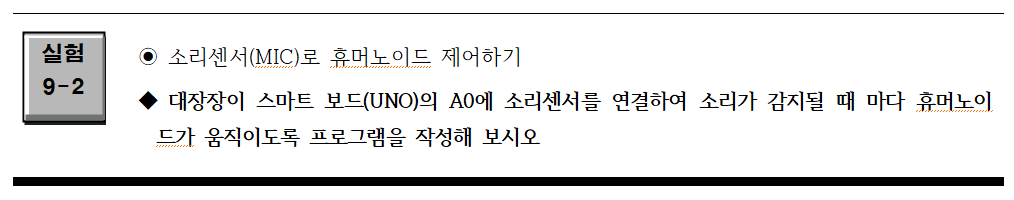 실험
9-2
◉ 소리센서(MIC)로 휴머노이드 제어하기
◆ 대장장이 스마트 보드(UNO)의 A0에 소리센서를 연결하여 소리가 감지될 때 마다 휴머노이
드가 움직이도록 프로그램을 작성해 보시오